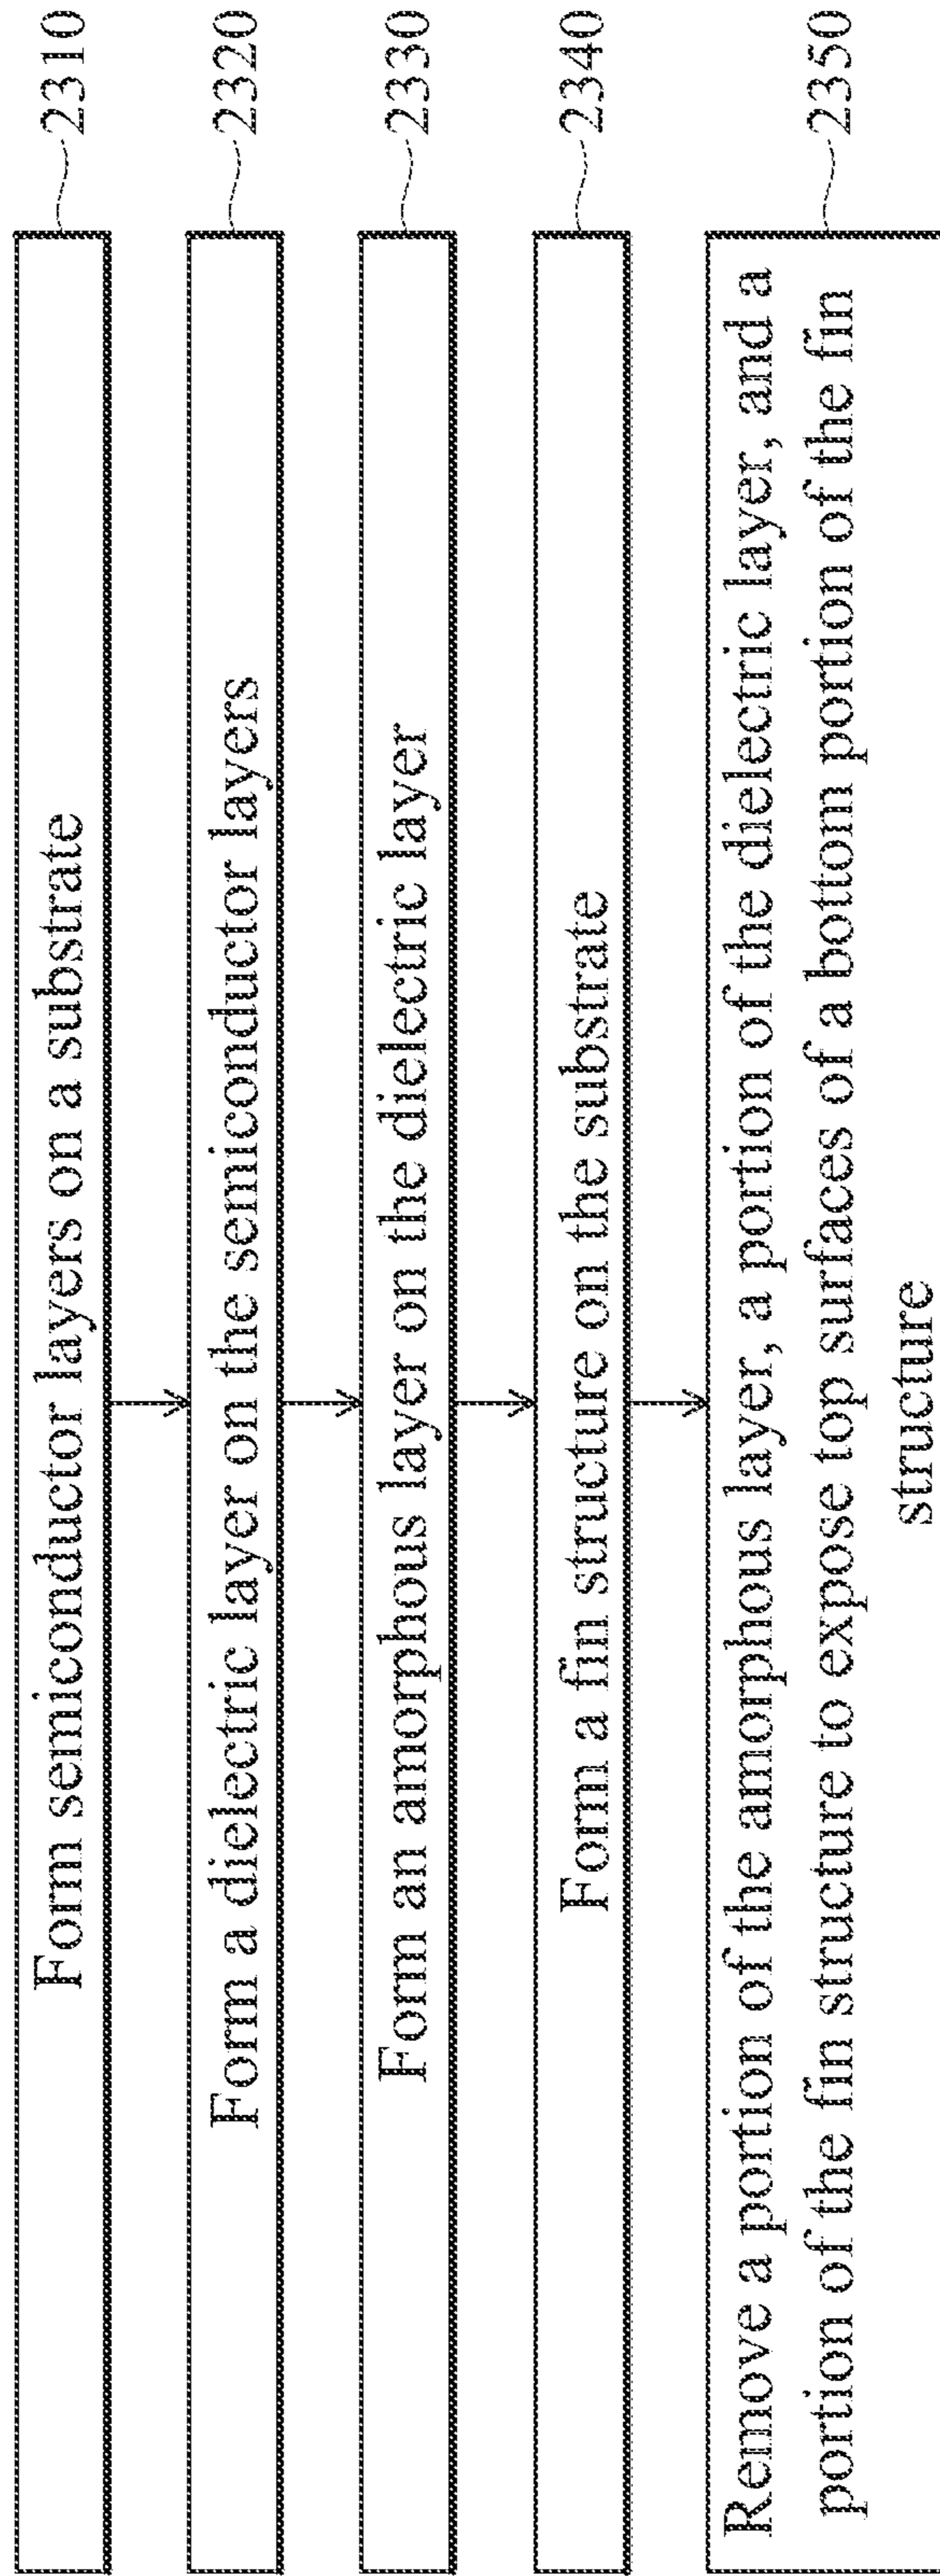 Form semiconductor layers on a substrate 2310
Form a dielectric layer on the semiconductor layers 2320
Form an amorphous layer on the dielectric layer 2330
Form a fin structure on the substrate 2340
Remove a portion of the amorphous layer, a portion of the dielectric layer, and a 2350
portion of the fin structure to expose top surfaces of a bottom portion of the fin
structure